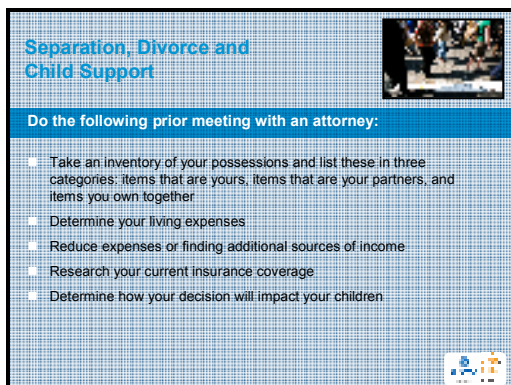 Separation, Divorce and
Child Support
Do the following prior meeting with an attorney:
Take an inventory of your possessions and list these in three
categories: items that are yours, items that are your partners, and
items you own together
Determine your living expenses
Reduce expenses or finding additional sources of income
Research your current insurance coverage
Determine how your decision will impact your children